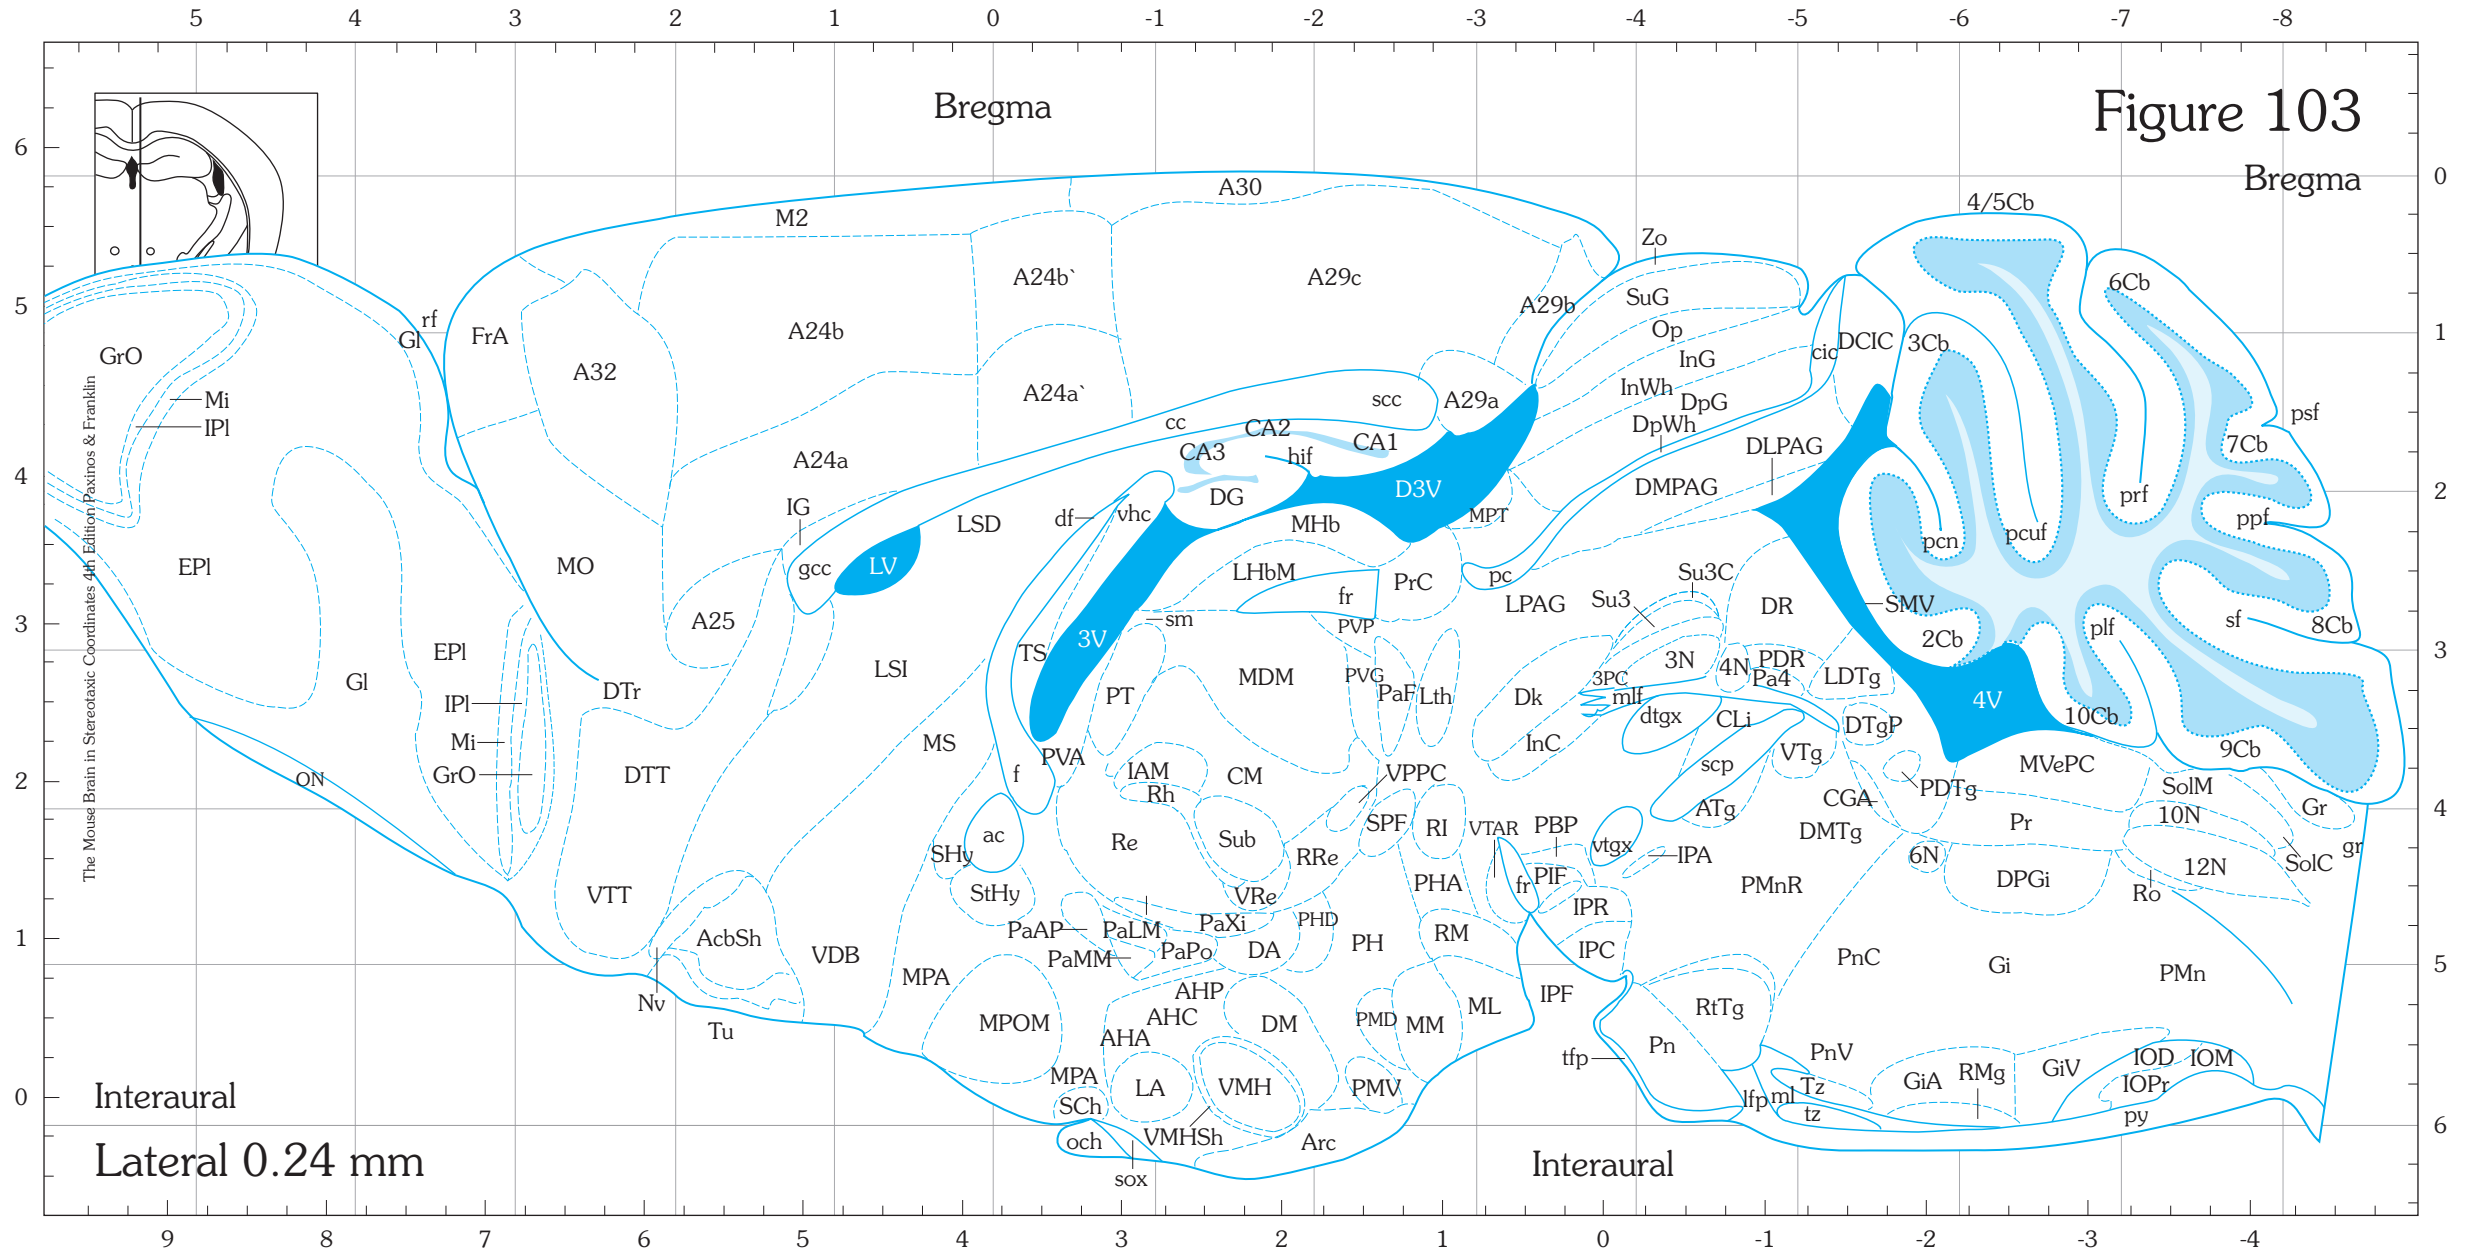 5 4 3 2 1 0 -1 -2 -3 -4 -5 -6 -7 -8
Bregma
Figure 103
6
Bregma
0
A30
4/5Cb
M2
Zo
A24b`
A29c
6Cb
SuG
A29b
5
rf
Op
1
FrA
A24b
Gl
DCIC
3Cb
GrO
cic
InG
A32
InWh
A24a`
Mi
scc
A29a
DpG
psf
cc
DpWh
IPl
CA2
CA1
7Cb
DLPAG
CA3
hif
A24a
4
DMPAG
D3V
2
DG
prf
IG
vhc
MPT
df
LSD
MHb
ppf
pcuf
pcn
EPl
MO
gcc
LV
LHbM
Su3C
pc
PrC
fr
Su3
LPAG
DR
SMV
3
A25
sm
PVP
sf
8Cb
plf
3V
2Cb
EPl
TS
3
3N
PDR
4N
LSI
MDM
PVG
3PC
Pa4
LDTg
Gl
DTr
PT
PaF
Lth
Dk
mlf
4V
IPl
dtgx
CLi
10Cb
DTgP
Mi
MS
InC
9Cb
PVA
VTg
scp
MVePC
GrO
DTT
f
IAM
CM
VPPC
ON
2
SolM
PDTg
Rh
CGA
4
ATg
Gr
10N
SPF
RI
VTAR
PBP
Pr
DMTg
ac
Re
Sub
vtgx
gr
SHy
RRe
IPA
6N
SolC
12N
PIF
fr
PHA
PMnR
DPGi
VTT
StHy
VRe
Ro
IPR
PaAP
PaLM
PaXi
PHD
RM
1
AcbSh
PaMM
PaPo
DA
PH
IPC
VDB
PnC
Gi
PMn
5
MPA
Nv
AHP
IPF
ML
RtTg
AHC
MPOM
DM
PMD
MM
Tu
AHA
Pn
tfp
PnV
IOD
IOM
GiV
MPA
LA
VMH
PMV
Tz
GiA
RMg
IOPr
0
Interaural
SCh
lfp
ml
tz
py
och
VMHSh
Arc
6
Lateral 0.24 mm
Interaural
sox
9 8 7 6 5 4 3 2 1 0 -1 -2 -3 -4
The Mouse Brain in Stereotaxic Coordinates 4th Edition/Paxinos & Franklin